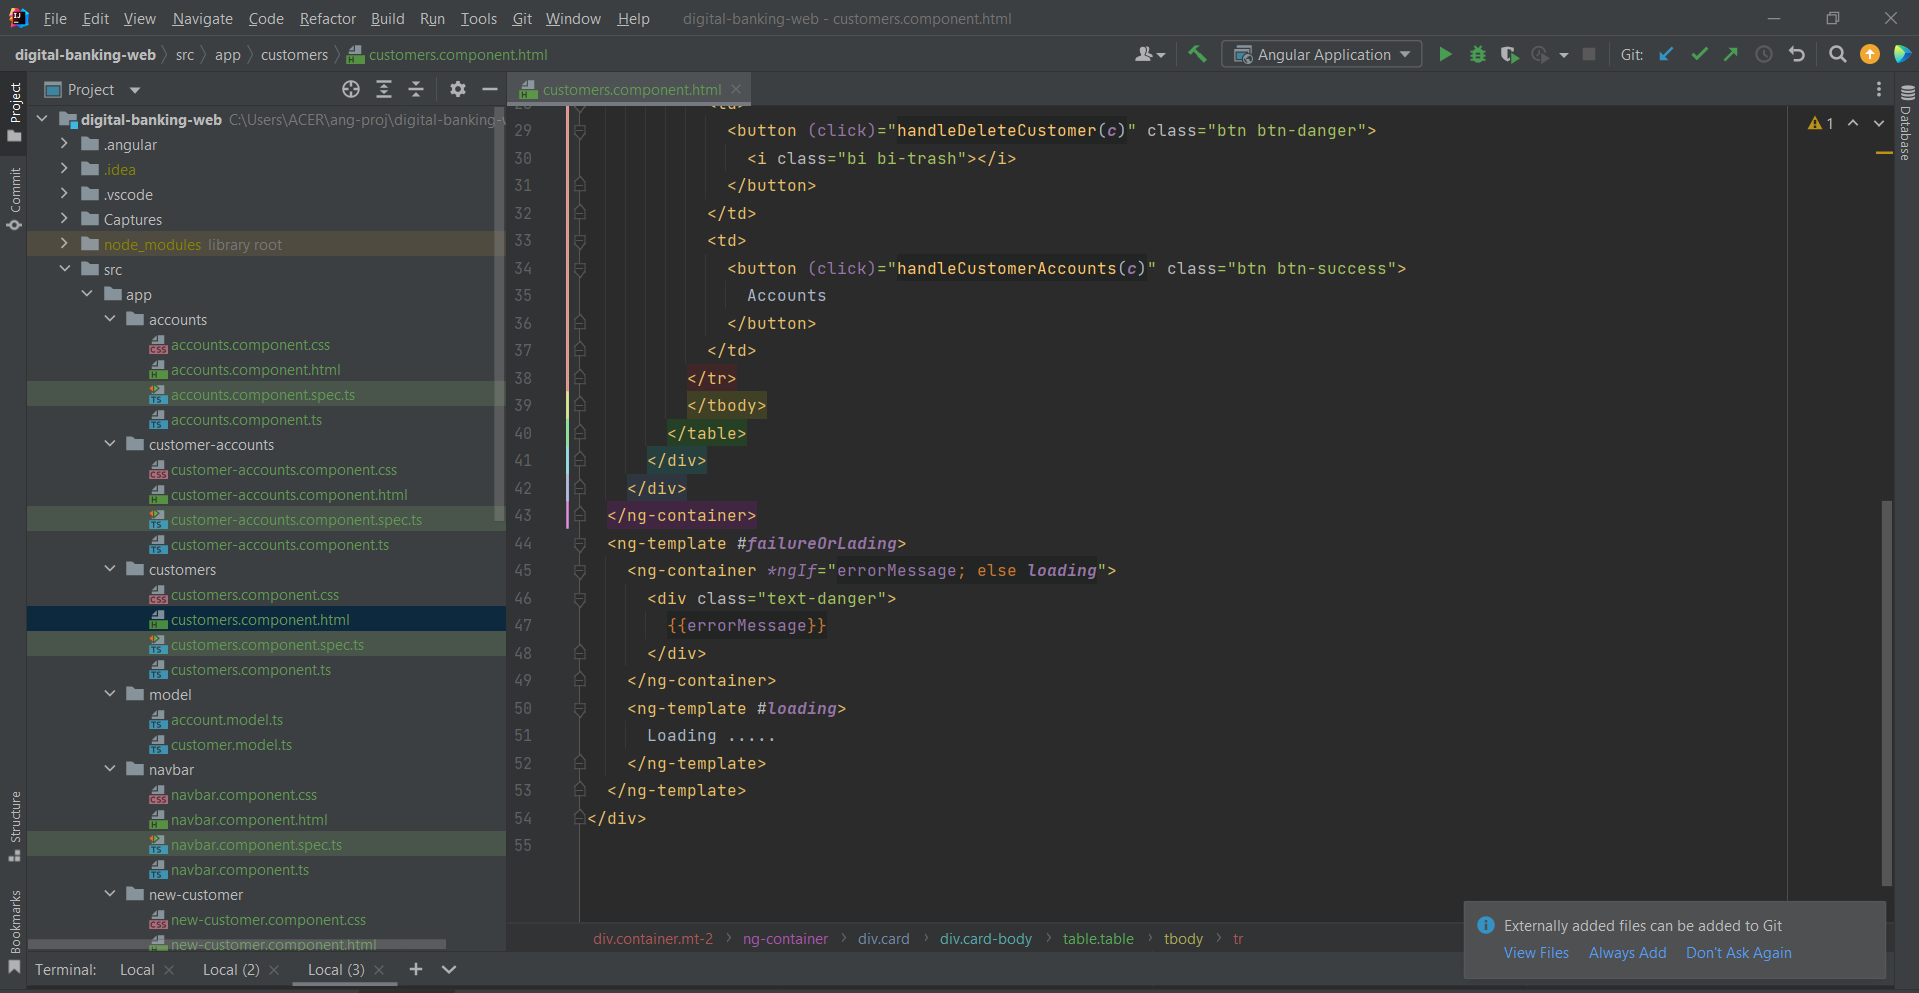 File Edit View Navigate Code Refactor Build Run Tools Git Window Help digital-banking-web - customers.component.html
digital-banking-web src app customers customers.component.html
Angular Application Git:
Project
customers.component.html
digital-banking-web C:\Users\ACER\ang-proj\digital-banking-
.angular
.idea
.vscode
Captures
node_modules library root
src
app
accounts
accounts.component.css
accounts.component.html
accounts.component.spec.ts
accounts.component.ts
customer-accounts
customer-accounts.component.css
customer-accounts.component.html
customer-accounts.component.spec.ts
customer-accounts.component.ts
customers
customers.component.css
customers.component.html
customers.component.spec.ts
customers.component.ts
model
account.model.ts
customer.model.ts
navbar
navbar.component.css
navbar.component.html
navbar.component.spec.ts
navbar.component.ts
new-customer
new-customer.component.css
new-customer.component.html
Project
Commit
Structure
Bookmarks
29 <button (click)="handleDeleteCustomer(c)" class="btn btn-danger">
30 <i class="bi bi-trash"></i>
31 </button>
32 </td>
33 <td>
34 <button (click)="handleCustomerAccounts(c)" class="btn btn-success">
35 Accounts
36 </button>
37 </td>
38 </tr>
39 </tbody>
40 </table>
41 </div>
42 </div>
43 </ng-container>
44 <ng-template #failureOrLading>
45 <ng-container *ngIf="errorMessage; else loading">
46 <div class="text-danger">
47 {{errorMessage}}
48 </div>
49 </ng-container>
50 <ng-template #loading>
51 Loading .....
52 </ng-template>
53 </ng-template>
54 </div>
55
1
Database
div.container.mt-2 ng-container div.card div.card-body table.table tbody tr
Externally added files can be added to Git
View Files Always Add Don't Ask Again
Terminal: Local Local (2) Local (3)